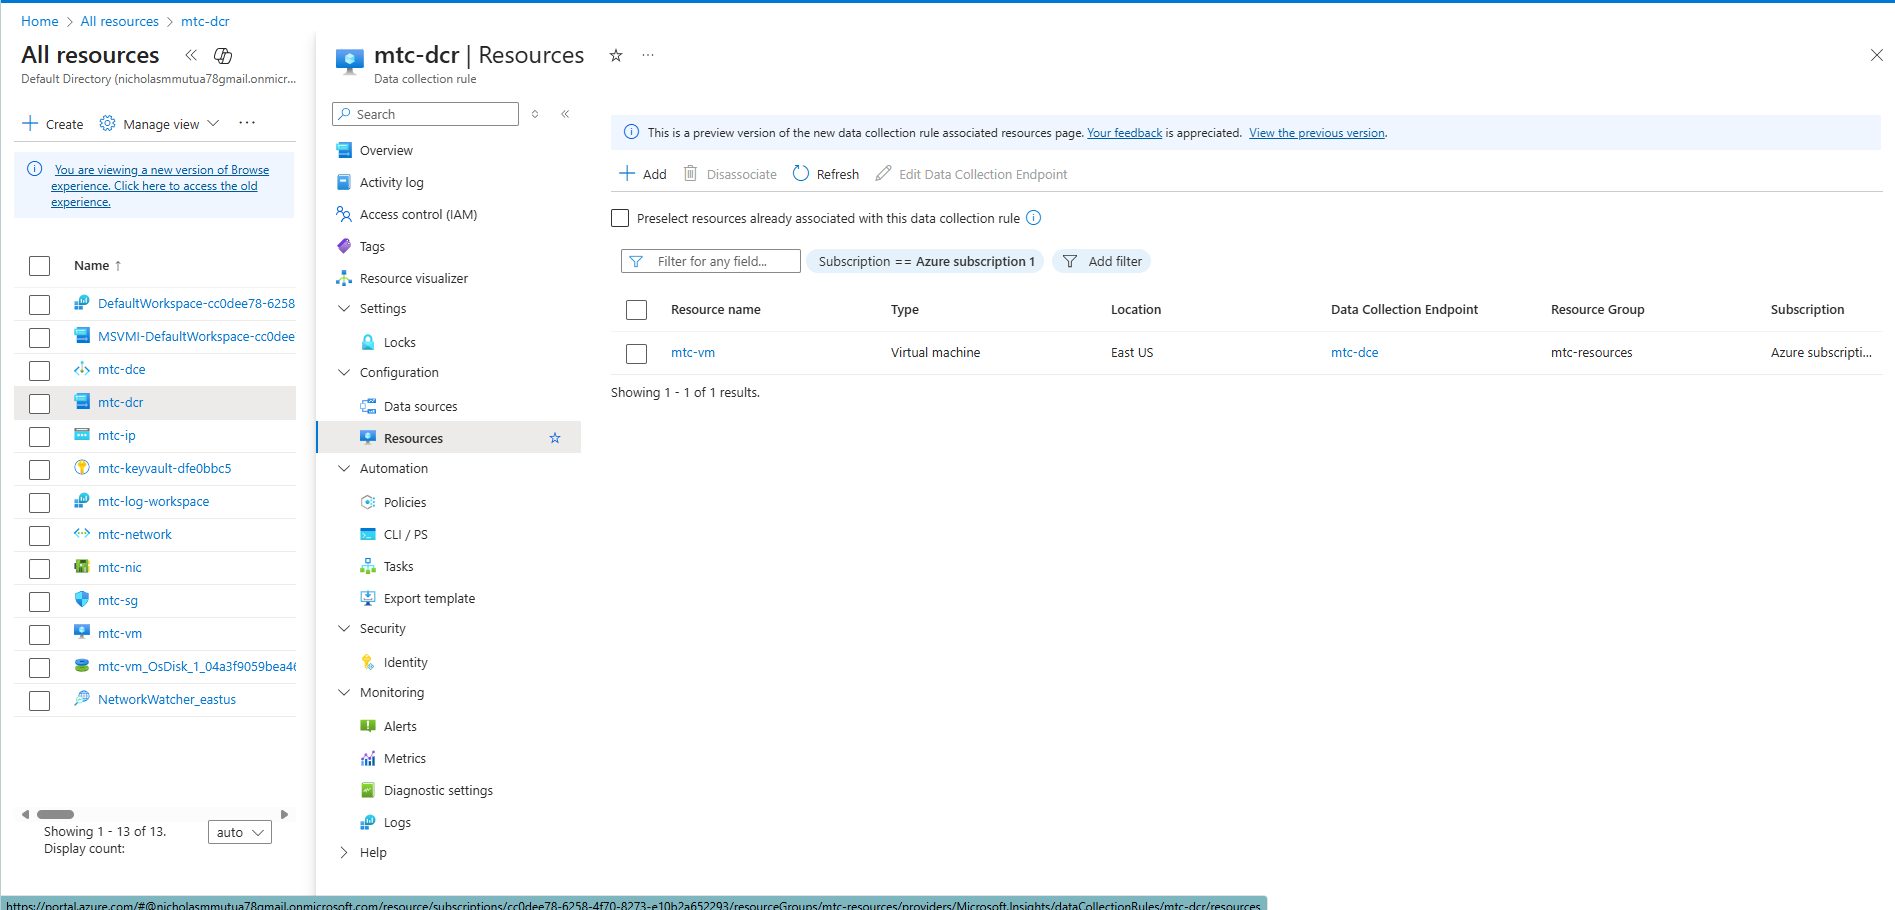 Home > All resources > mtc-dcr
All resources
Default Directory (nicholasmmutua78gmail.onmicr...
Create
Manage view
You are viewing a new version of Browse
experience. Click here to access the old
experience.
Name ↑
DefaultWorkspace-cc0dee78-6258
MSVMI-DefaultWorkspace-cc0dee
mtc-dce
mtc-dcr
mtc-ip
mtc-keyvault-dfe0bbc5
mtc-log-workspace
mtc-network
mtc-nic
mtc-sg
mtc-vm
mtc-vm_OsDisk_1_04a3f9059bea46
NetworkWatcher_eastus
Showing 1 - 13 of 13.
Display count:
auto
mtc-dcr | Resources
Data collection rule
Search
Overview
Activity log
Access control (IAM)
Tags
Resource visualizer
Settings
Locks
Configuration
Data sources
Resources
Automation
Policies
CLI / PS
Tasks
Export template
Security
Identity
Monitoring
Alerts
Metrics
Diagnostic settings
Logs
Help
This is a preview version of the new data collection rule associated resources page. Your feedback is appreciated. View the previous version.
Add
Disassociate
Refresh
Edit Data Collection Endpoint
Preselect resources already associated with this data collection rule
Filter for any field...
Subscription == Azure subscription 1
Add filter
Resource name Type Location Data Collection Endpoint Resource Group Subscription
mtc-vm Virtual machine East US mtc-dce mtc-resources Azure subscripti...
Showing 1 - 1 of 1 results.
https://portal.azure.com/#@nicholasmmutua78gmail.onmicrosoft.com/resource/subscriptions/cc0dee78-6258-4f70-8273-e10b2a652293/resourceGroups/mtc-resources/providers/Microsoft.Insights/dataCollectionRules/mtc-dcr/resources